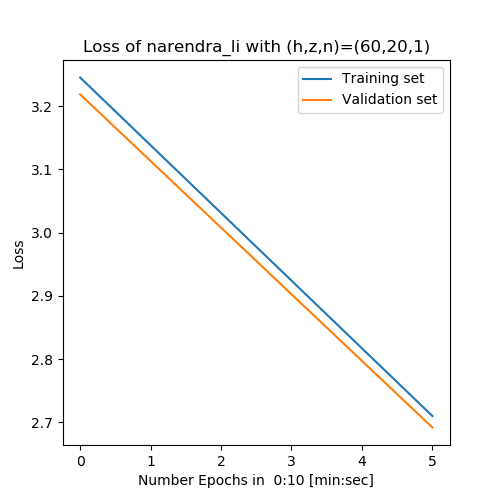 Loss of narendra_li with (h,z,n)=(60,20,1)
Training set
Validation set
3.2
3.1
3.0
2.9
2.8
2.7
Loss
0 1 2 3 4 5
Number Epochs in  0:10 [min:sec]